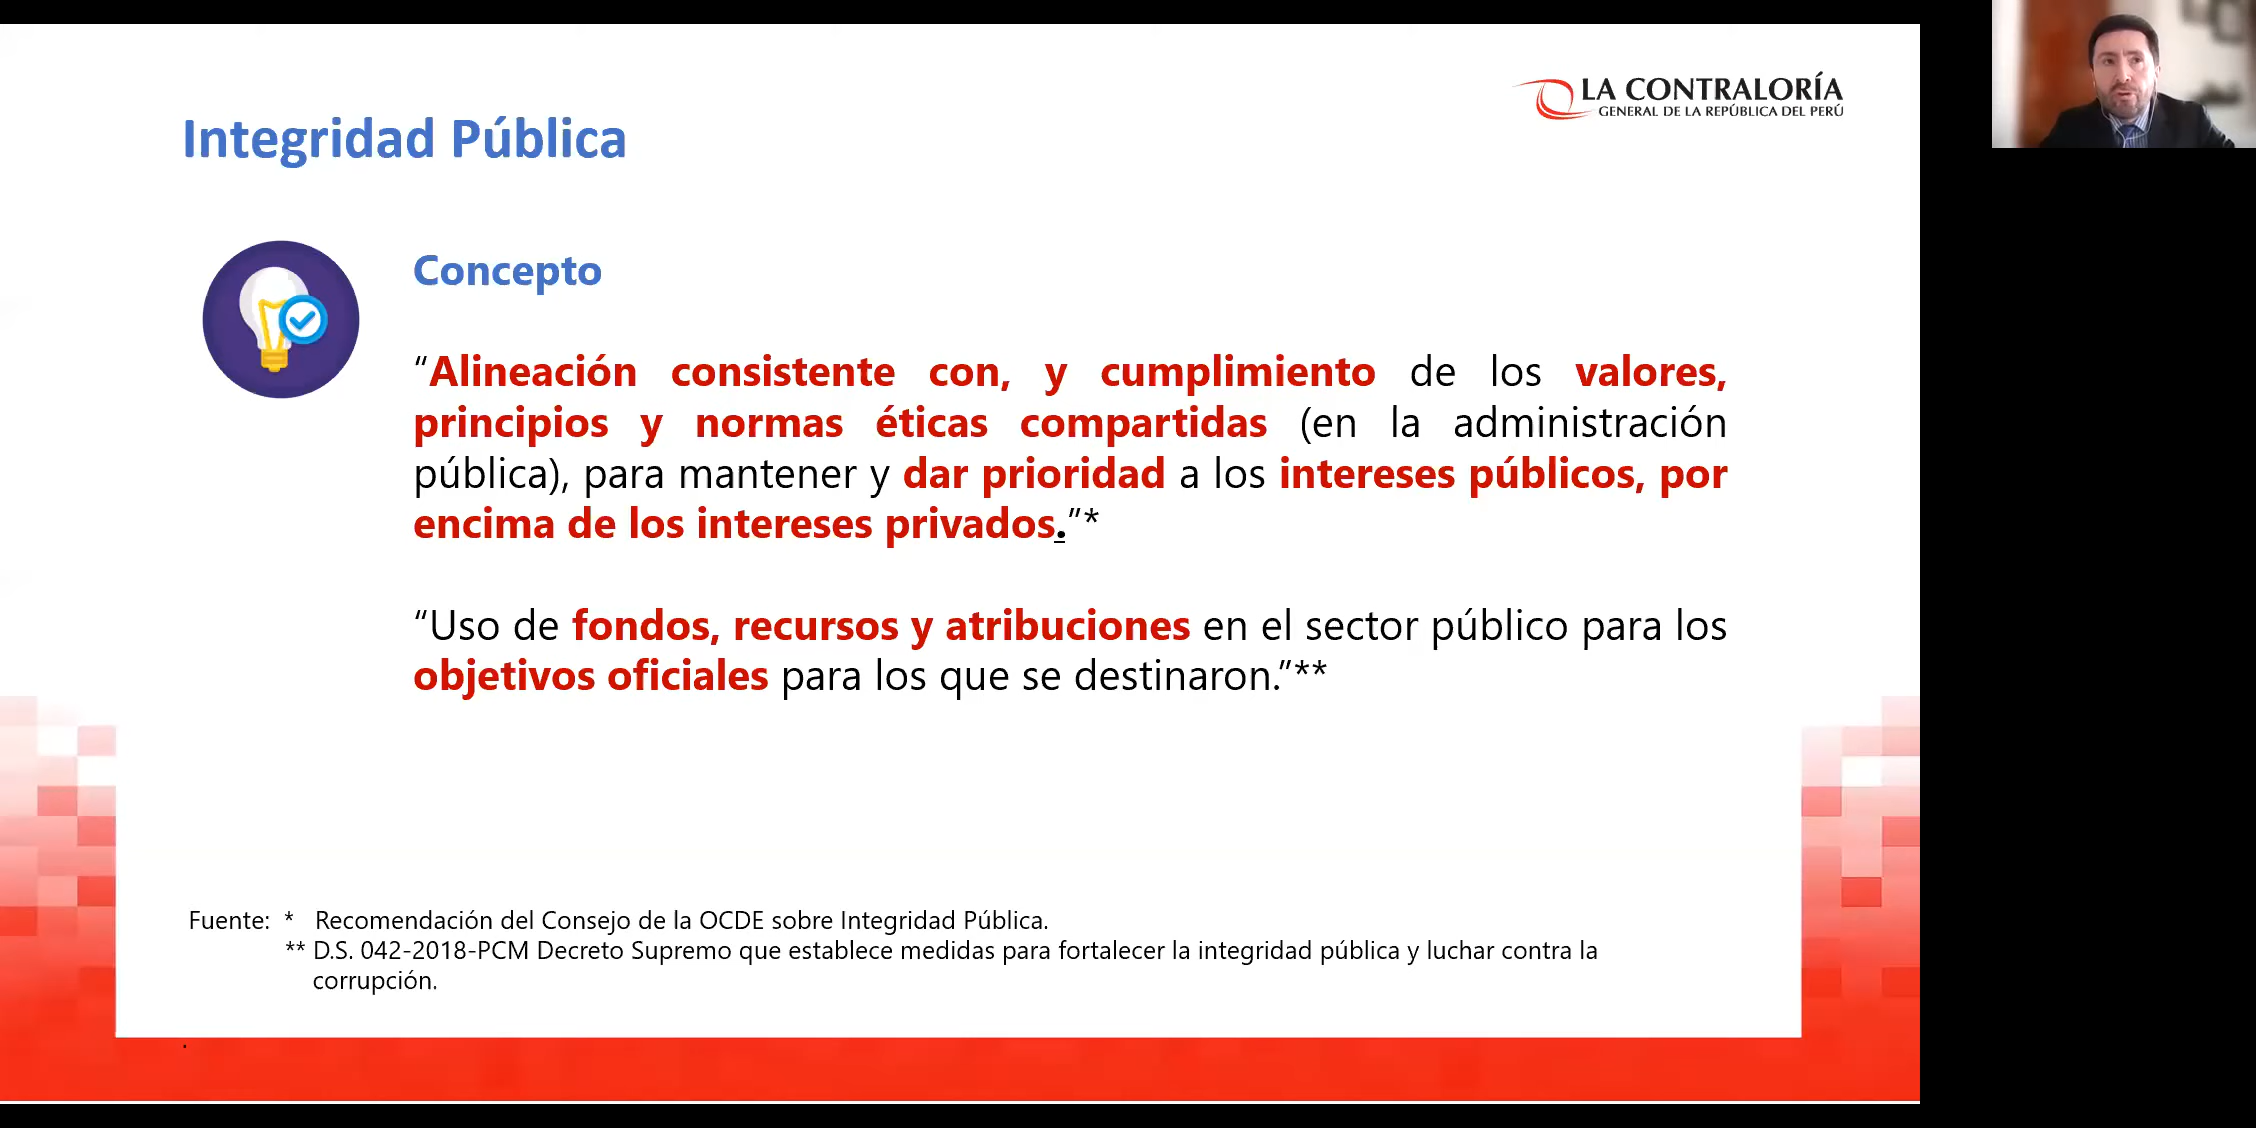 LA CONTRALORÍA
GENERAL DE LA REPÚBLICA DEL PERÚ
Integridad Pública
Concepto
“Alineación consistente con, y cumplimiento de los valores,
principios y normas éticas compartidas (en la administración
pública), para mantener y dar prioridad a los intereses públicos, por
encima de los intereses privados.”*
“Uso de fondos, recursos y atribuciones en el sector público para los
objetivos oficiales para los que se destinaron.”**
Fuente: * Recomendación del Consejo de la OCDE sobre Integridad Pública.
** D.S. 042-2018-PCM Decreto Supremo que establece medidas para fortalecer la integridad pública y luchar contra la
corrupción.
.